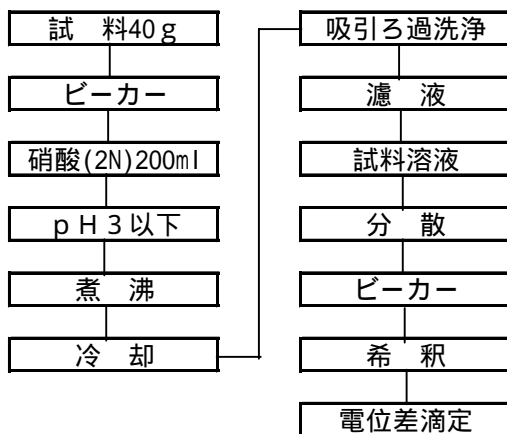 試　料40ｇ
ビーカー
硝酸(2N)200ml
ｐＨ３以下
煮　沸
冷　却
吸引ろ過洗浄
濾　液
試料溶液
分　散
ビーカー
希　釈
電位差滴定